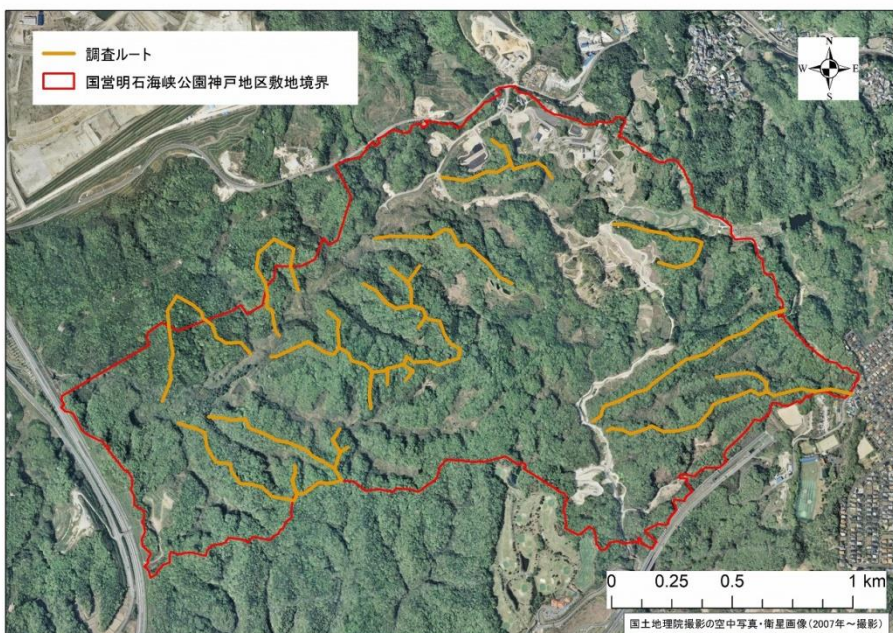 調査ルート
国営明石海峡公園神戸地区敷地境界
N
W E
S
0 0.25 0.5 1 km
国土地理院撮影の空中写真・衛星画像(2007年~撮影)